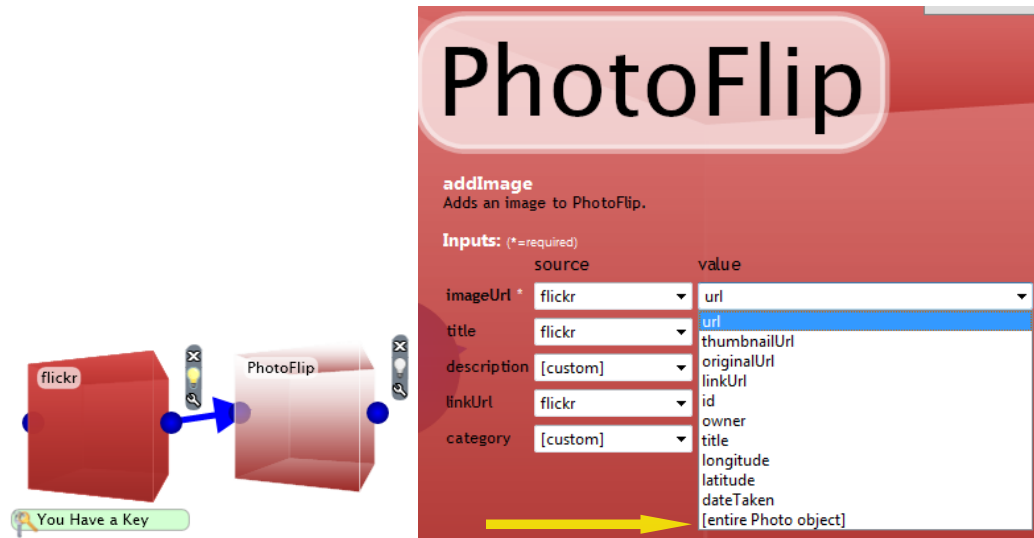 flickr
PhotoFlip
You Have a Key
PhotoFlip
addImage
Adds an image to PhotoFlip.
Inputs: (*=required)
source value
imageUrl * flickr url
title flickr
description [custom]
linkUrl flickr
category [custom]
url
thumbnailUrl
originalUrl
linkUrl
id
owner
title
longitude
latitude
dateTaken
[entire Photo object]